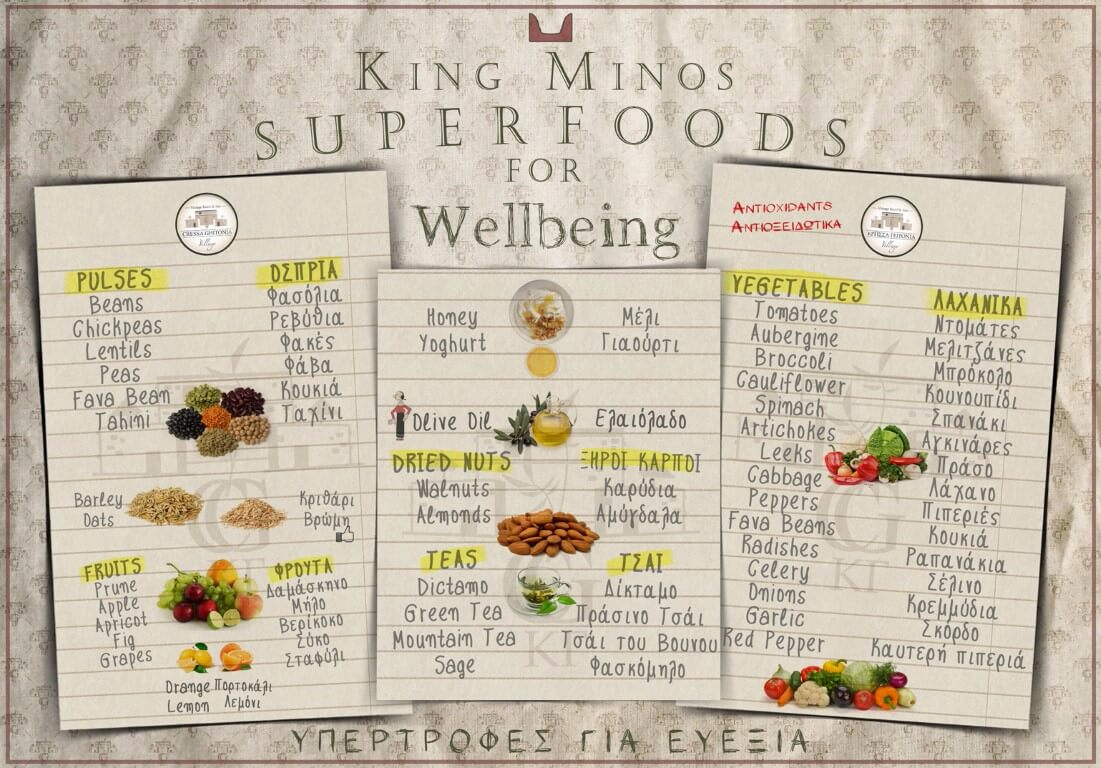 KING MINOS
SUPERFOODS
FOR
Wellbeing
CRESSA GHITONIA
Village
PULSES ΟΣΠΡΙΑ
Beans Φασόλια
Chickpeas Ρεβύθια
Lentils Φακές
Peas Φάβα
Fava Bean Κουκιά
Tahini Ταχίνι
Barley Κριθάρι
Oats Βρώμη
FRUITS ΦΡΟΥΤΑ
Prune Δαμάσκηνο
Apple Μήλο
Apricot Βερίκοκο
Fig Σύκο
Grapes Σταφύλι
Orange Πορτοκάλι
Lemon Λεμόνι
Honey Μέλι
Yoghurt Γιαούρτι
Olive Oil Ελαιόλαδο
DRIED NUTS ΞΗΡΟΙ ΚΑΡΠΟΙ
Walnuts Καρύδια
Almonds Αμύγδαλα
TEAS ΤΣΑΙ
Dictamo Δίκταμο
Green Tea Πράσινο Τσάι
Mountain Tea Τσάι του Βουνου
Sage Φασκόμηλο
ANTIOXIDANTS
ΑΝΤΙΟΞΕΙΔΩΤΙΚΑ
ΚΡΗΣΣΑ ΓΕΙΤΟΝΙΑ
Village
VEGETABLES ΛΑΧΑΝΙΚΑ
Tomatoes Ντομάτες
Aubergine Μελιτζάνες
Broccoli Μπρόκολο
Cauliflower Κουνουπίδι
Spinach Σπανάκι
Artichokes Αγκινάρες
Leeks Πράσο
Cabbage Λάχανο
Peppers Πιπεριές
Fava Beans Κουκιά
Radishes Ραπανάκια
Celery Σέλινο
Onions Κρεμμύδια
Garlic Σκόρδο
Red Pepper Καυτερή πιπεριά
ΥΠΕΡΤΡΟΦΕΣ ΓΙΑ ΕΥΕΞΙΑ